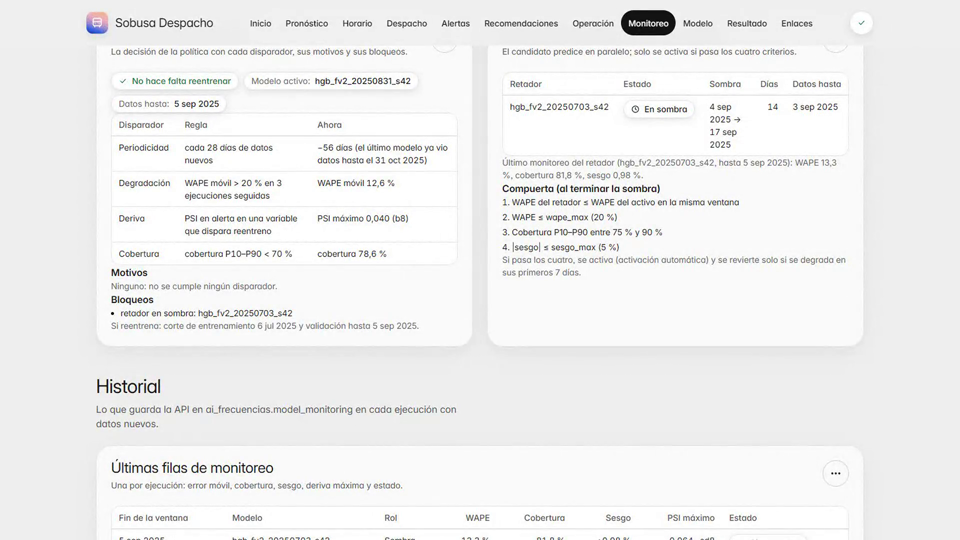 Sobusa Despacho
Inicio Pronóstico Horario Despacho Alertas Recomendaciones Operación Monitoreo Modelo Resultado Enlaces
La decisión de la política con cada disparador, sus motivos y sus bloqueos.
No hace falta reentrenar
Modelo activo: hgb_fv2_20250831_s42
Datos hasta: 5 sep 2025
Disparador Regla Ahora
Periodicidad cada 28 días de datos nuevos −56 días (el último modelo ya vio datos hasta el 31 oct 2025)
Degradación WAPE móvil > 20 % en 3 ejecuciones seguidas WAPE móvil 12,6 %
Deriva PSI en alerta en una variable que dispara reentreno PSI máximo 0,040 (b8)
Cobertura cobertura P10–P90 < 70 % cobertura 78,6 %
Motivos
Ninguno: no se cumple ningún disparador.
Bloqueos
• retador en sombra: hgb_fv2_20250703_s42
Si reentrena: corte de entrenamiento 6 jul 2025 y validación hasta 5 sep 2025.
El candidato predice en paralelo; solo se activa si pasa los cuatro criterios.
Retador Estado Sombra Días Datos hasta
hgb_fv2_20250703_s42 En sombra 4 sep 2025 → 17 sep 2025 14 3 sep 2025
Último monitoreo del retador (hgb_fv2_20250703_s42, hasta 5 sep 2025): WAPE 13,3
%, cobertura 81,8 %, sesgo 0,98 %.
Compuerta (al terminar la sombra)
1. WAPE del retador ≤ WAPE del activo en la misma ventana
2. WAPE ≤ wape_max (20 %)
3. Cobertura P10–P90 entre 75 % y 90 %
4. |sesgo| ≤ sesgo_max (5 %)
Si pasa los cuatro, se activa (activación automática) y se revierte solo si se degrada en
sus primeros 7 días.
Historial
Lo que guarda la API en ai_frecuencias.model_monitoring en cada ejecución con
datos nuevos.
Últimas filas de monitoreo
Una por ejecución: error móvil, cobertura, sesgo, deriva máxima y estado.
Fin de la ventana Modelo Rol WAPE Cobertura Sesgo PSI máximo Estado